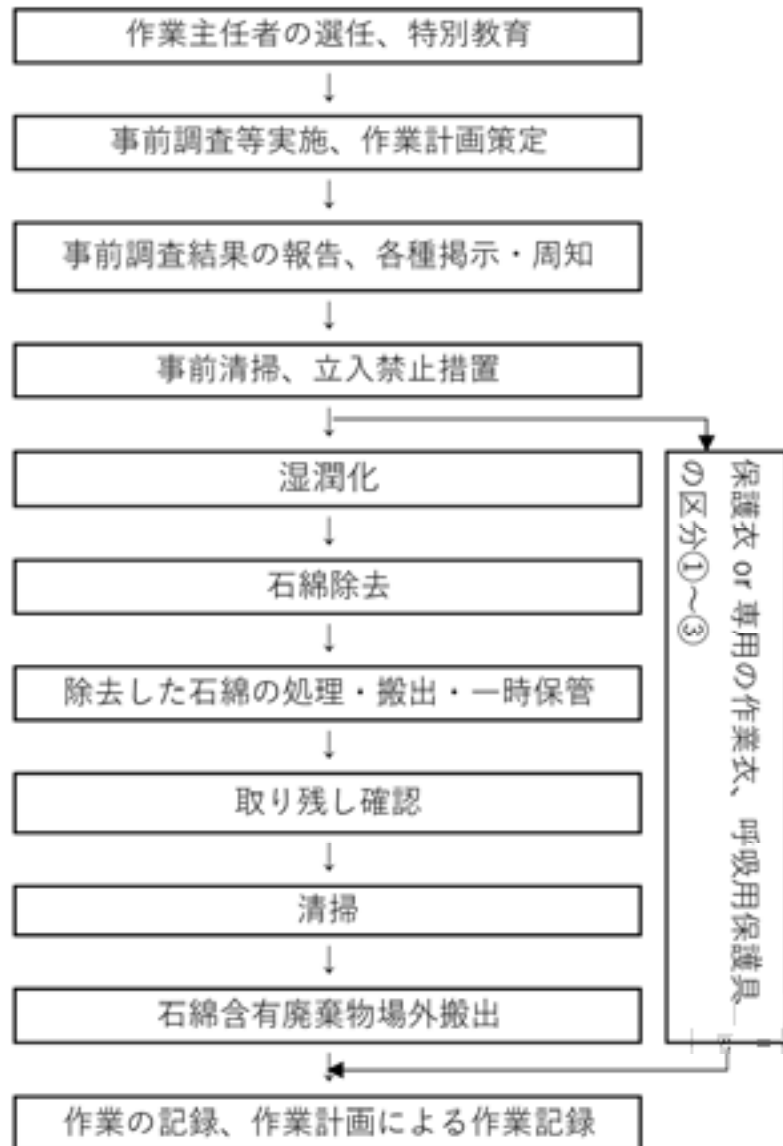 作業主任者の選任、特別教育
↓
事前調査等実施、作業計画策定
↓
事前調査結果の報告、各種掲示・周知
↓
事前清掃、立入禁止措置
↓
湿潤化
↓
石綿除去
↓
除去した石綿の処理・搬出・一時保管
↓
取り残し確認
↓
清掃
↓
石綿含有廃棄物場外搬出
↓
作業の記録、作業計画による作業記録
保護衣 or 専用の作業衣、呼吸用保護具
の区分①～③